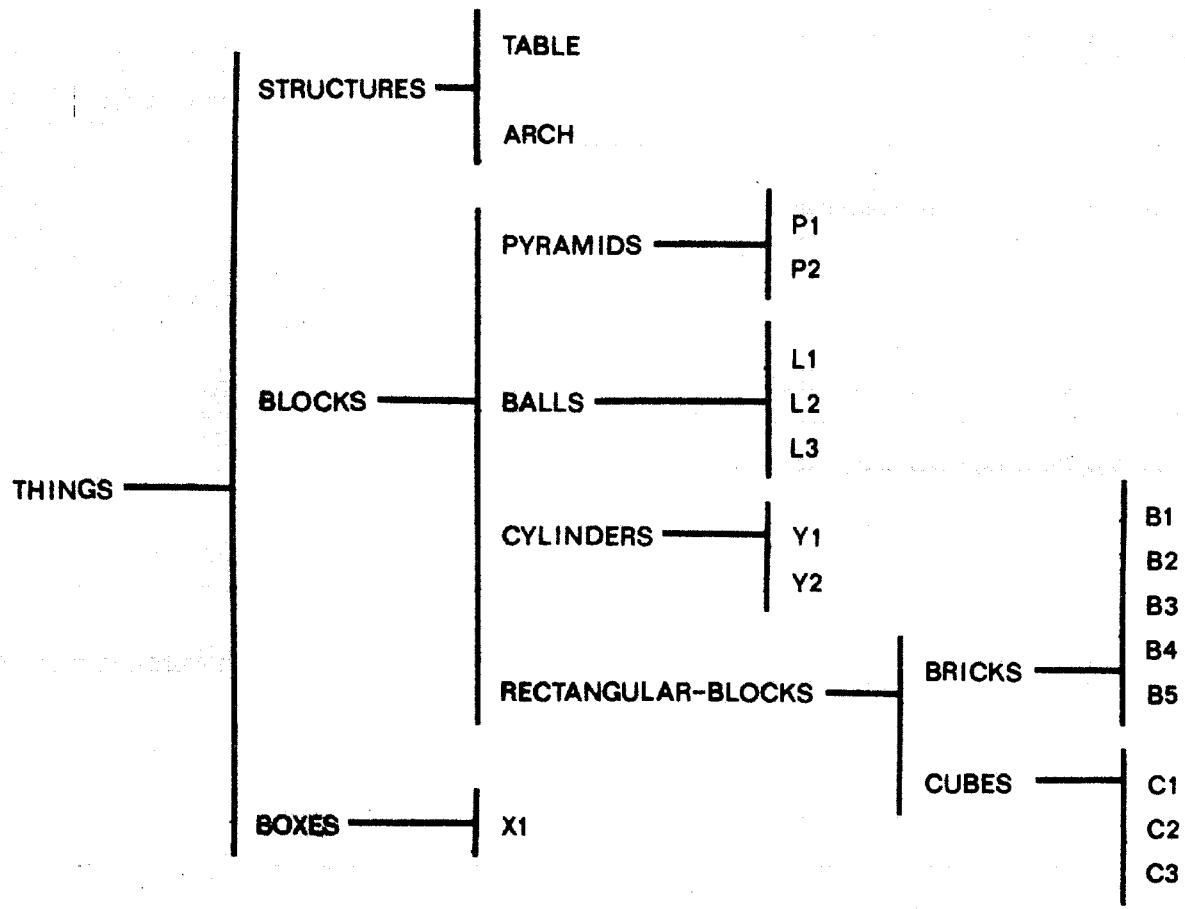 THINGS
STRUCTURES
TABLE
ARCH
BLOCKS
PYRAMIDS
P1
P2
BALLS
L1
L2
L3
CYLINDERS
Y1
Y2
RECTANGULAR-BLOCKS
BRICKS
B1
B2
B3
B4
B5
CUBES
C1
C2
C3
BOXES
X1